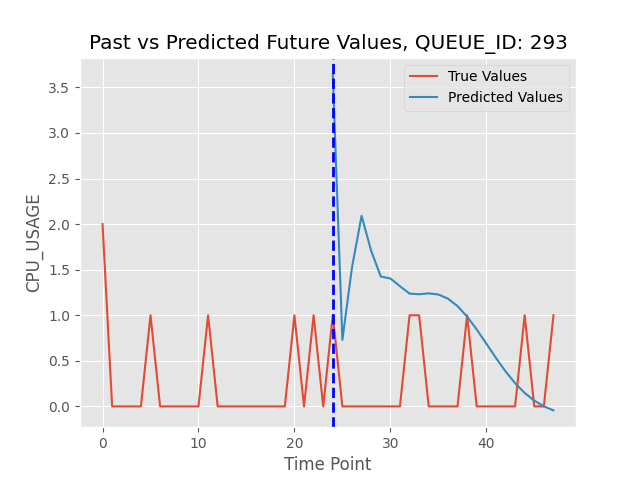 Past vs Predicted Future Values, QUEUE_ID: 293
True Values
Predicted Values
CPU_USAGE
3.5
3.0
2.5
2.0
1.5
1.0
0.5
0.0
0 10 20 30 40
Time Point